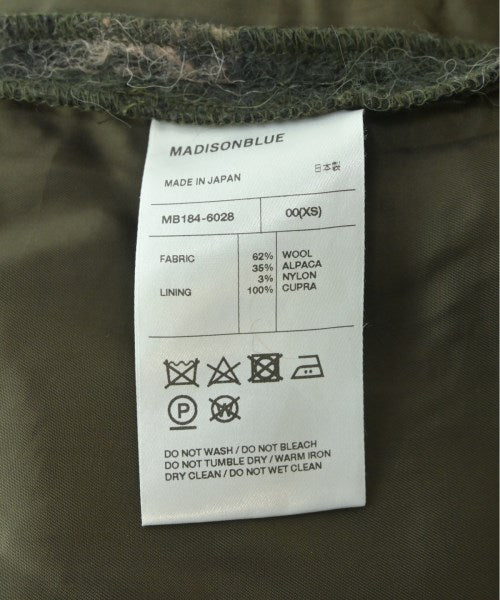 MADISONBLUE
MADE IN JAPAN 日本製
MB184-6028 00(XS)
FABRIC 62% WOOL
35% ALPACA
3% NYLON
LINING 100% CUPRA
P W
DO NOT WASH / DO NOT BLEACH
DO NOT TUMBLE DRY / WARM IRON
DRY CLEAN / DO NOT WET CLEAN